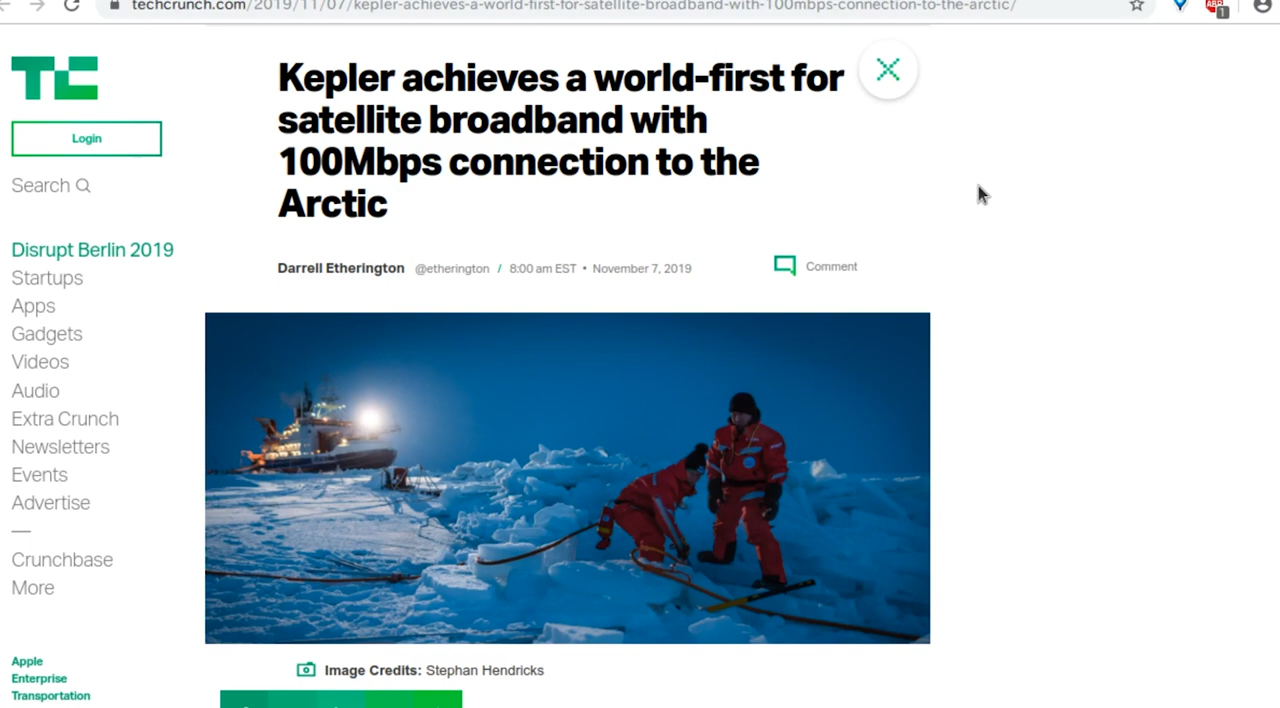 techcrunch.com/2019/11/07/kepler-achieves-a-world-first-for-satellite-broadband-with-100mbps-connection-to-the-arctic/
ABP
1
TC
Login
Search
Disrupt Berlin 2019
Startups
Apps
Gadgets
Videos
Audio
Extra Crunch
Newsletters
Events
Advertise
—
Crunchbase
More
Apple
Enterprise
Transportation
Kepler achieves a world-first for
satellite broadband with
100Mbps connection to the
Arctic
Darrell Etherington @etherington / 8:00 am EST • November 7, 2019
Comment
Image Credits: Stephan Hendricks